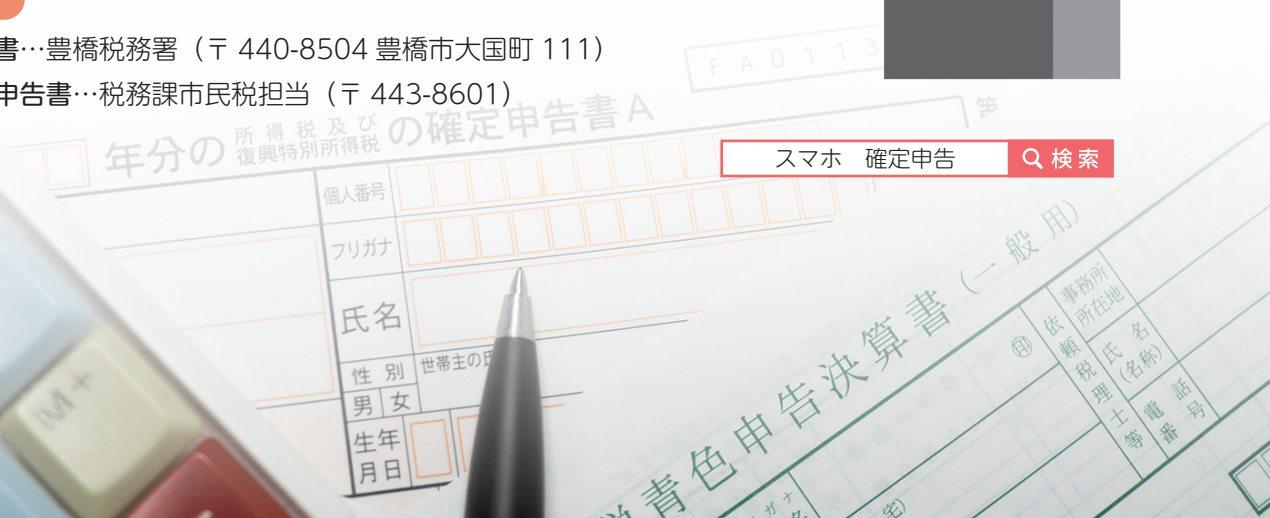 書…豊橋税務署（〒 440-8504 豊橋市大国町 111）
申告書…税務課市民税担当（〒 443-8601）
FA0113
年分の所得税及び復興特別所得税の確定申告書A
第
スマホ　確定申告
検索
個人番号
フリガナ
氏名
性別
男 女
世帯主の氏
生年
月日
M+
青色申告決算書（一般用）
事務所
所在地
依頼税理士等
氏名
(名称)
電話
番号
印